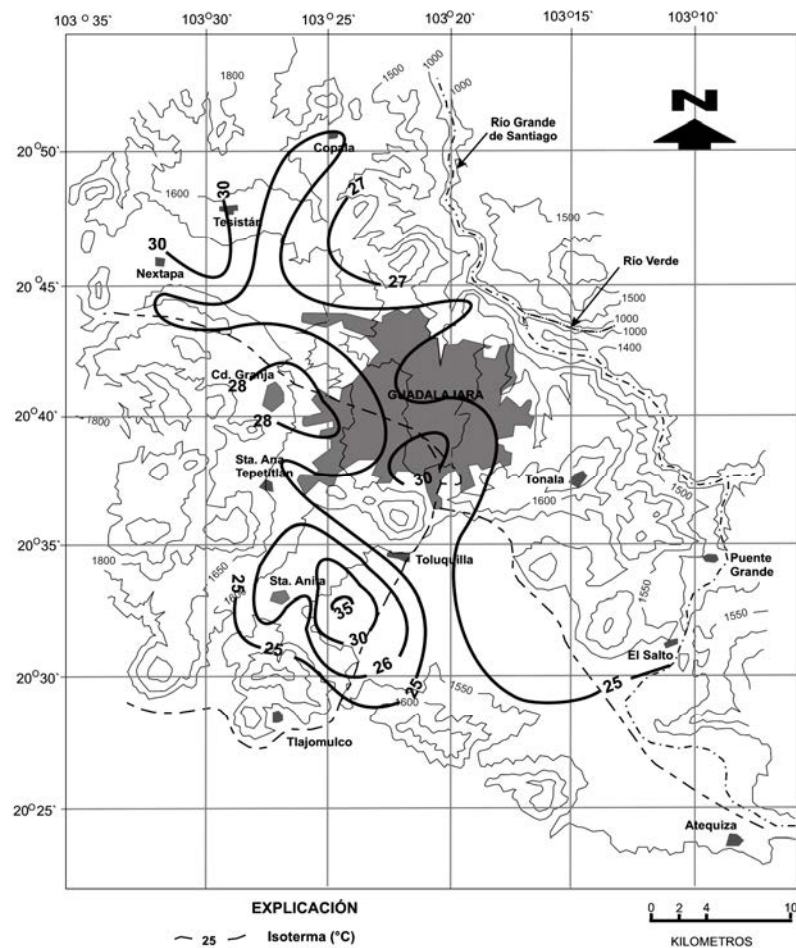 103 ° 35' 103 ° 30' 103 ° 25' 103 ° 20' 103 ° 15' 103 ° 10'
1800
1500
1000
1000
N
Río Grande
de Santiago
20 ° 50'
Copala
1600
30
27
Tesistán
1500
30
Nextapa
Río Verde
20 ° 45'
27
1500
1000
1000
1400
Cd. Granja
28
GUADALAJARA
1800
28
20 ° 40'
Sta. Ana
Tepetitlán
30
Tonala
1600
1500
20 ° 35'
1800
1650
Toluquilla
Puente
Grande
25
Sta. Anita
1600
35
1550
1550
30
25
26
El Salto
20 ° 30'
25
1550
25
1600
Tlajomulco
20 ° 25'
Atequiza
EXPLICACIÓN
25 Isoterma (°C)
0 2 4 10
KILOMETROS